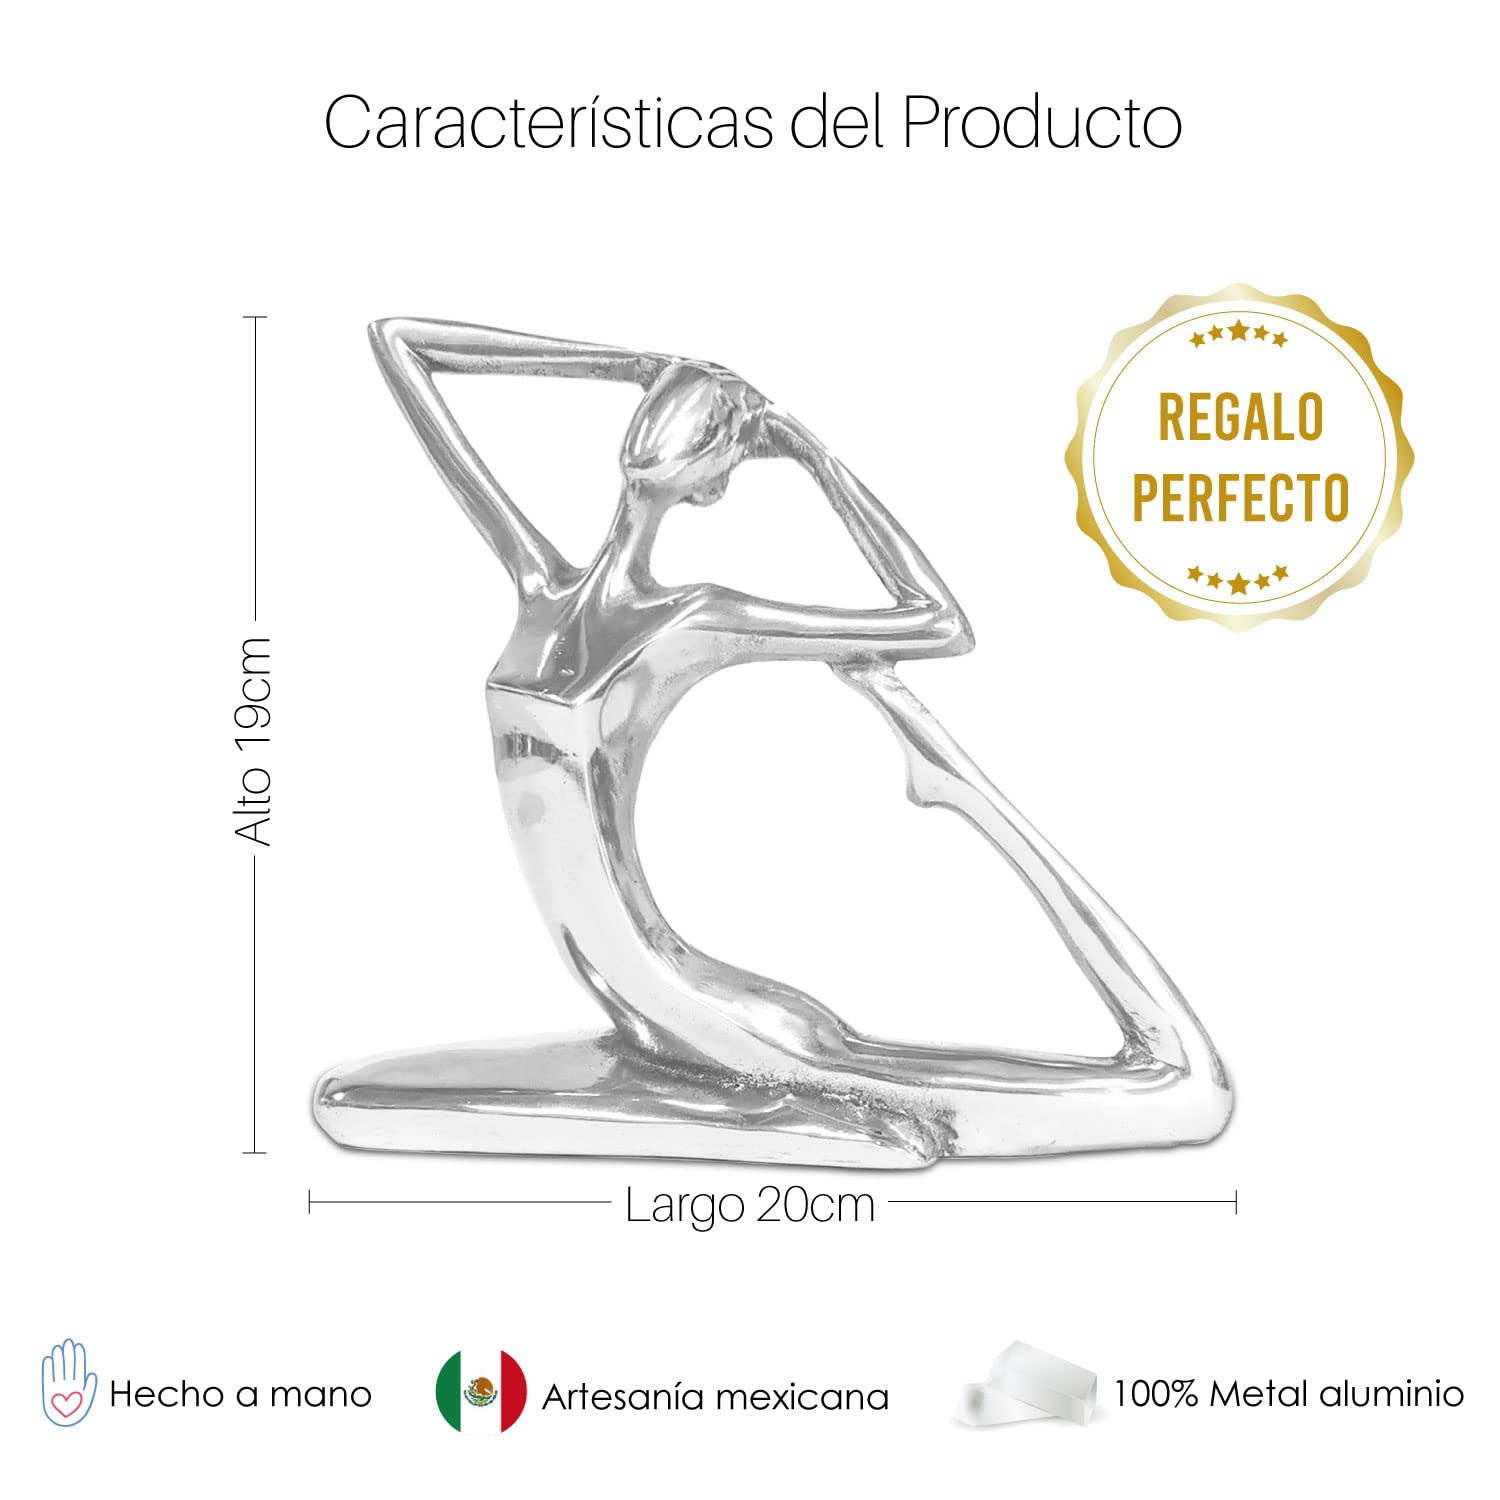 Características del Producto
REGALO
PERFECTO
Alto 19cm
Largo 20cm
Hecho a mano
Artesanía mexicana
100% Metal aluminio